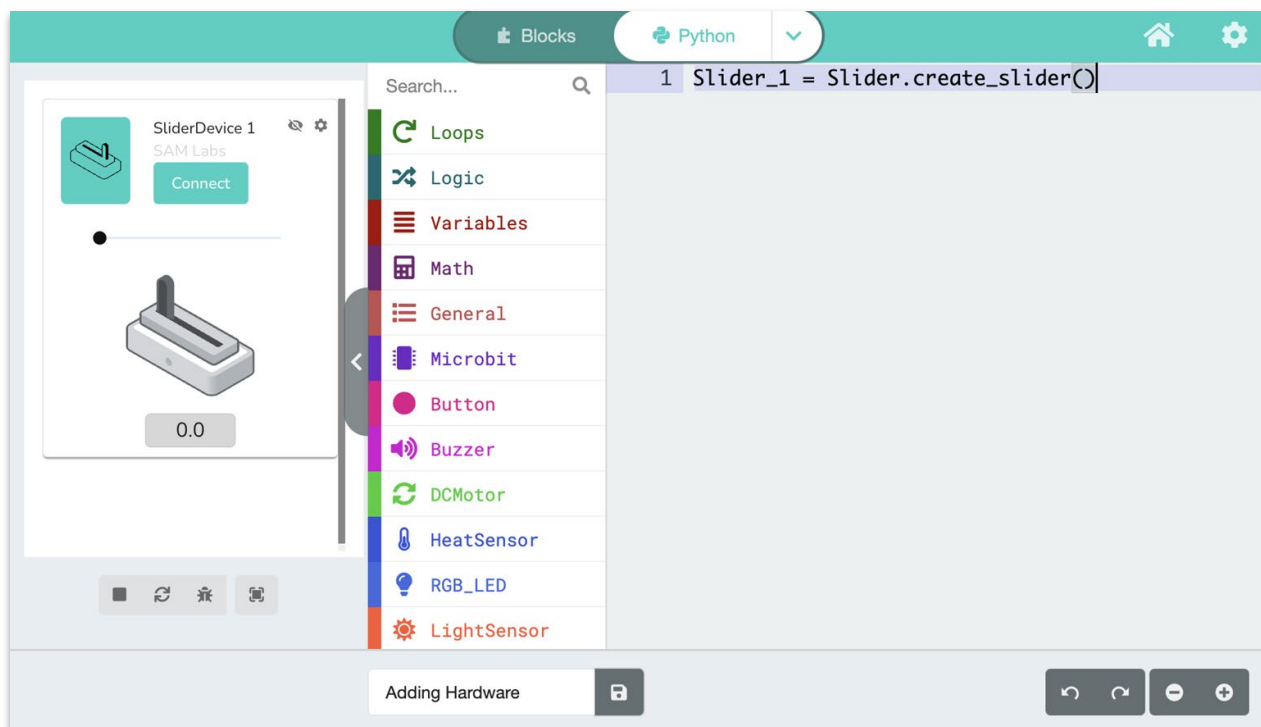 Blocks
Python
SliderDevice 1
SAM Labs
Connect
0.0
Search...
Loops
Logic
Variables
Math
General
Microbit
Button
Buzzer
DCMotor
HeatSensor
RGB_LED
LightSensor
1 Slider_1 = Slider.create_slider()
Adding Hardware